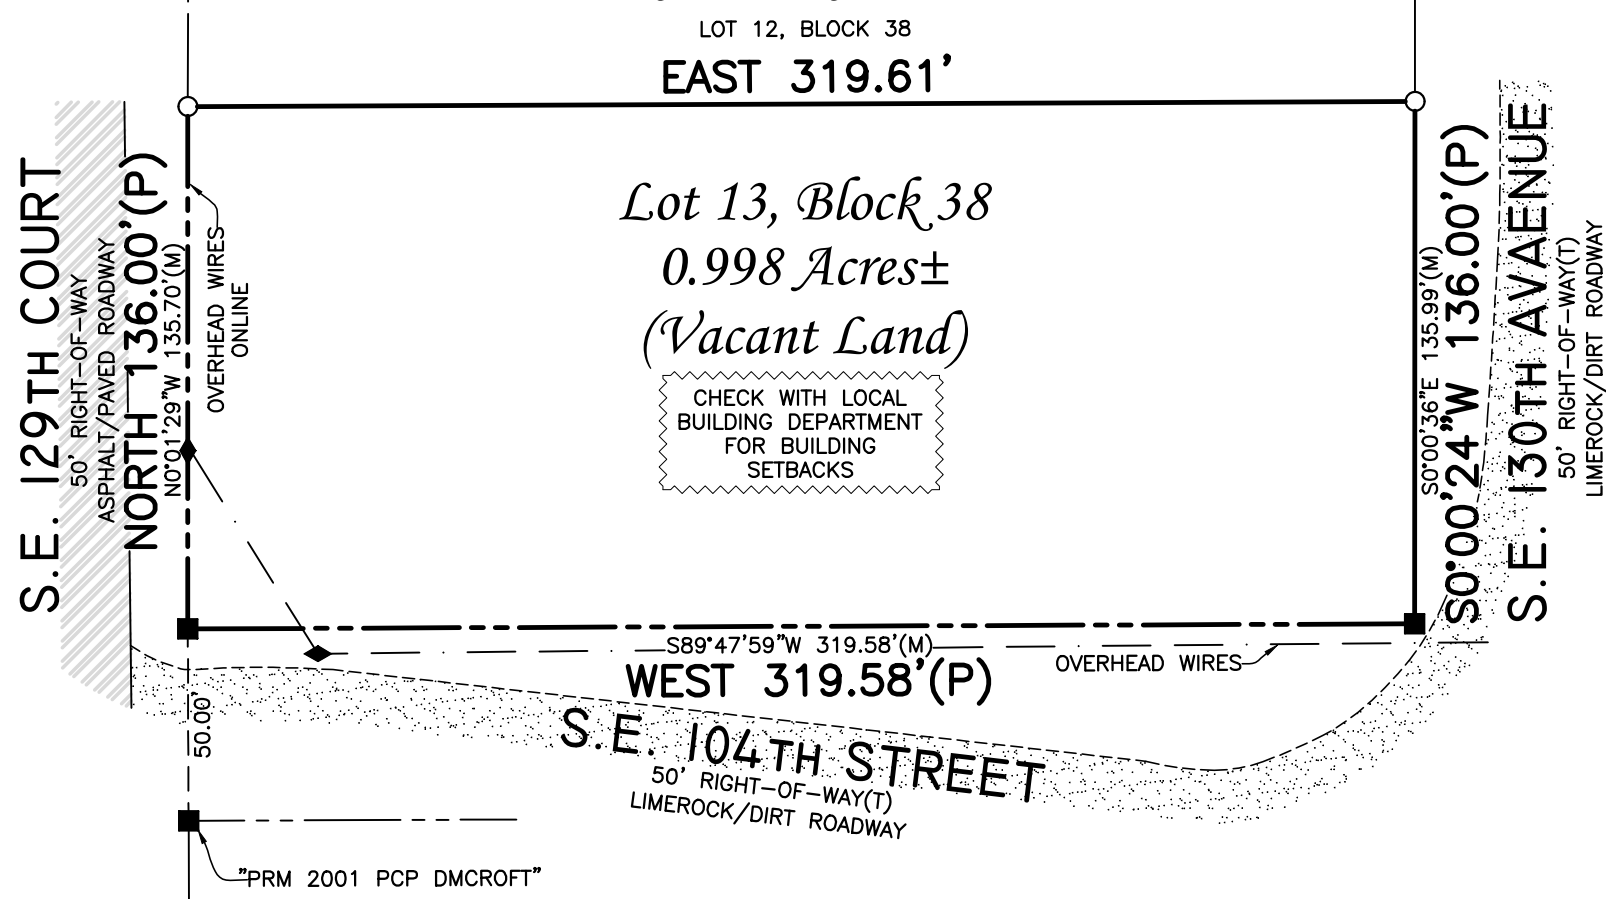 LOT 12, BLOCK 38
EAST 319.61'
S.E. 129TH COURT
50' RIGHT-OF-WAY
ASPHALT/PAVED ROADWAY
NORTH 136.00'(P)
N0°01'29"W 135.70'(M)
OVERHEAD WIRES
ONLINE
Lot 13, Block 38
0.998 Acres±
(Vacant Land)
CHECK WITH LOCAL
BUILDING DEPARTMENT
FOR BUILDING
SETBACKS
S0°00'36"E 135.99'(M)
S0°00'24"W 136.00'(P)
S.E. 130TH AVAENUE
50' RIGHT-OF-WAY(T)
LIMEROCK/DIRT ROADWAY
S89°47'59"W 319.58'(M)
OVERHEAD WIRES
WEST 319.58'(P)
50.00'
S.E. 104TH STREET
50' RIGHT-OF-WAY(T)
LIMEROCK/DIRT ROADWAY
"PRM 2001 PCP DMCROFT"